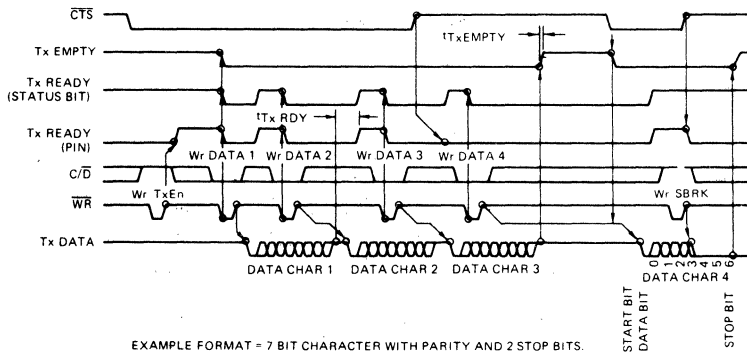 CTS
tTxEMPTY
Tx EMPTY
Tx READY
(STATUS BIT)
tTx RDY
Tx READY
(PIN)
Wr DATA 1 Wr DATA 2 Wr DATA 3 Wr DATA 4
C/D
Wr TxEn Wr SBRK
WR
Tx DATA
0 1 2 3 4 5 6
DATA CHAR 1 DATA CHAR 2 DATA CHAR 3 DATA CHAR 4
START BIT
DATA BIT
STOP BIT
EXAMPLE FORMAT = 7 BIT CHARACTER WITH PARITY AND 2 STOP BITS.